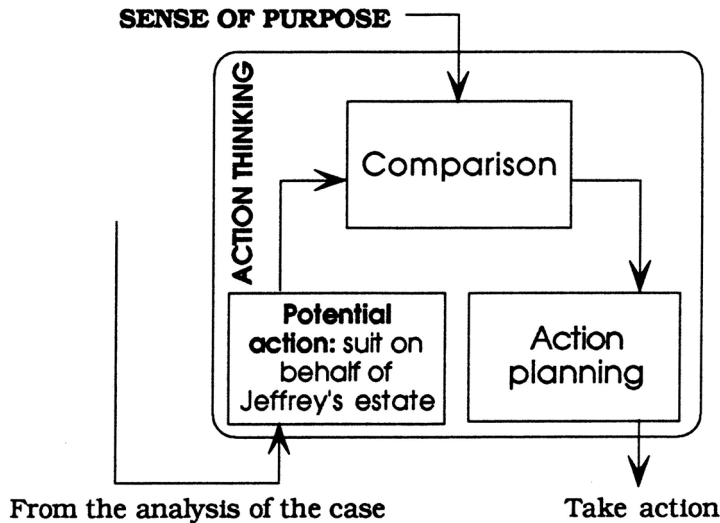 SENSE OF PURPOSE
ACTION THINKING
Comparison
Potential
action: suit on
behalf of
Jeffrey's estate
Action
planning
From the analysis of the case
Take action